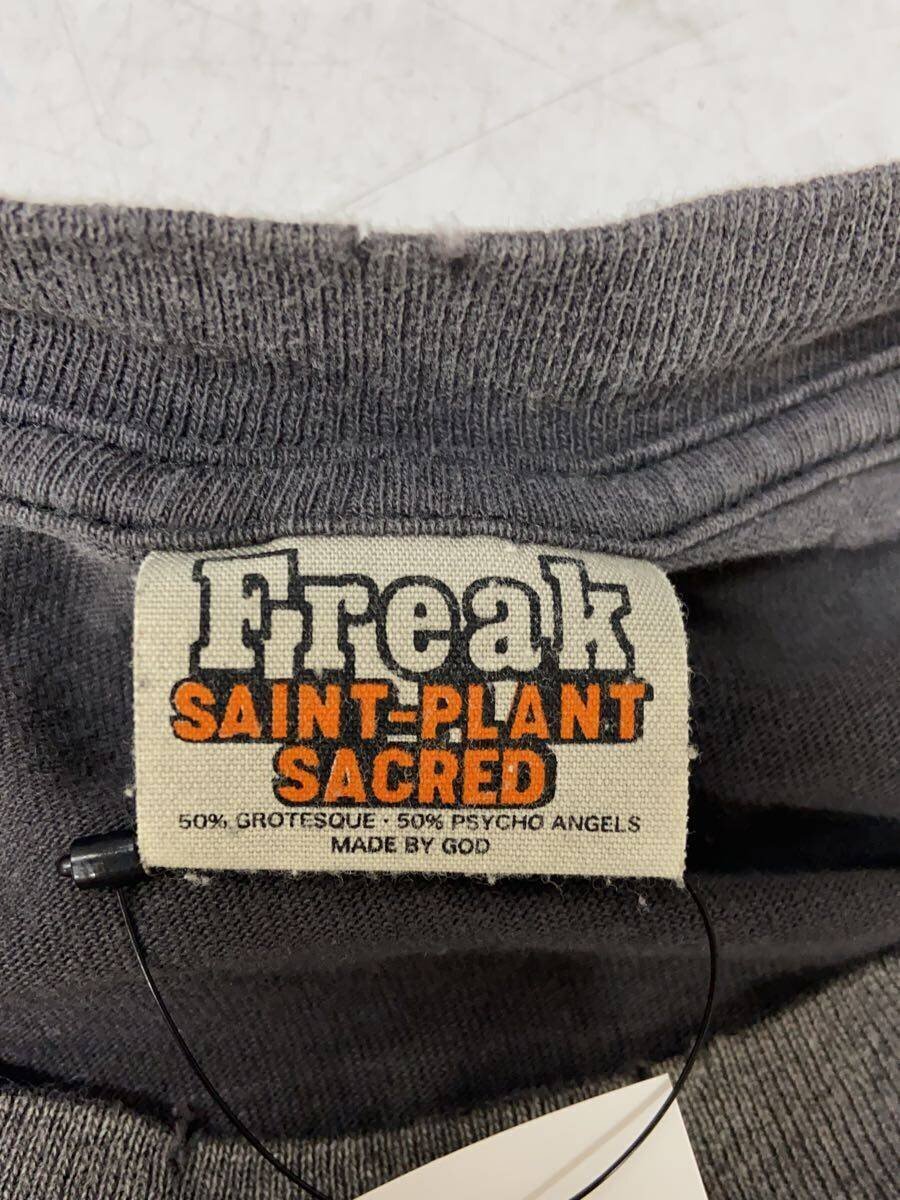 Freak
SAINT-PLANT
SACRED
50% GROTESQUE · 50% PSYCHO ANGELS
MADE BY GOD